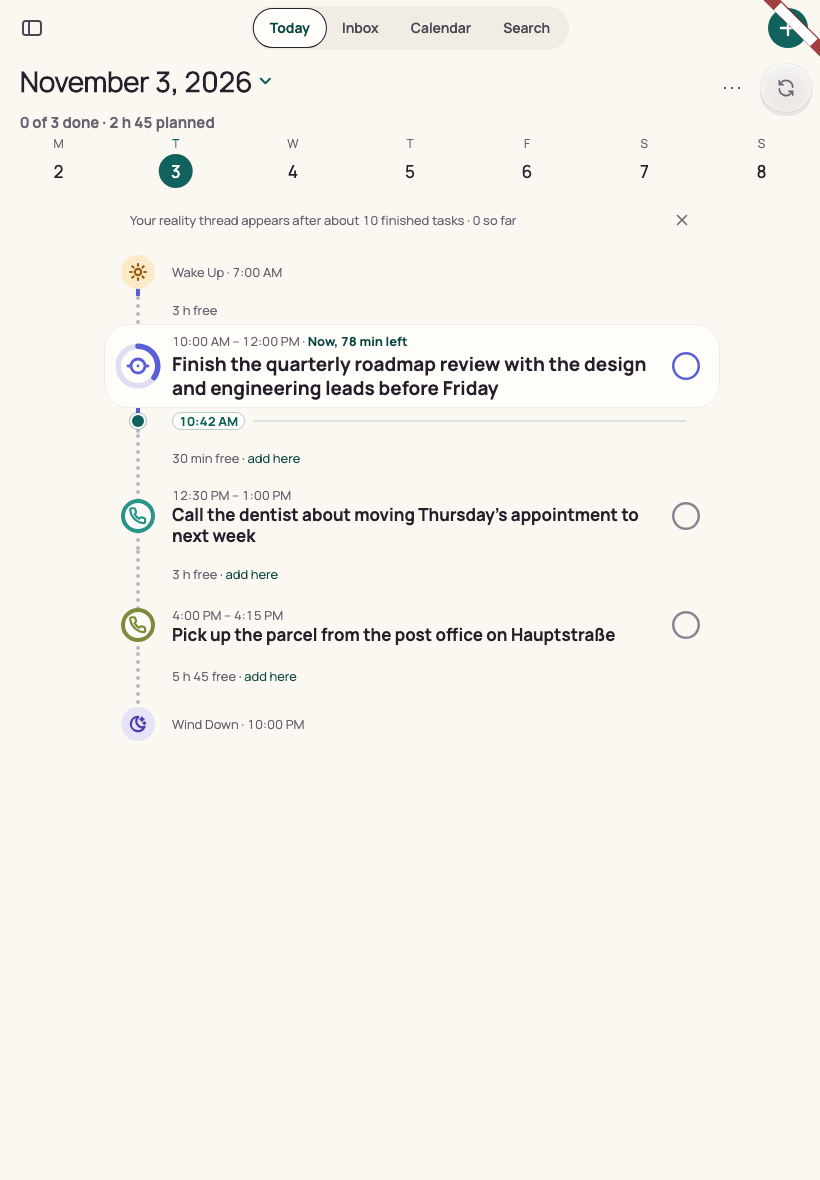 Today Inbox Calendar Search
November 3, 2026
0 of 3 done · 2 h 45 planned
M T W T F S S
2 3 4 5 6 7 8
Your reality thread appears after about 10 finished tasks · 0 so far
Wake Up · 7:00 AM
3 h free
10:00 AM – 12:00 PM · Now, 78 min left
Finish the quarterly roadmap review with the design
and engineering leads before Friday
10:42 AM
30 min free · add here
12:30 PM – 1:00 PM
Call the dentist about moving Thursday’s appointment to
next week
3 h free · add here
4:00 PM – 4:15 PM
Pick up the parcel from the post office on Hauptstraße
5 h 45 free · add here
Wind Down · 10:00 PM